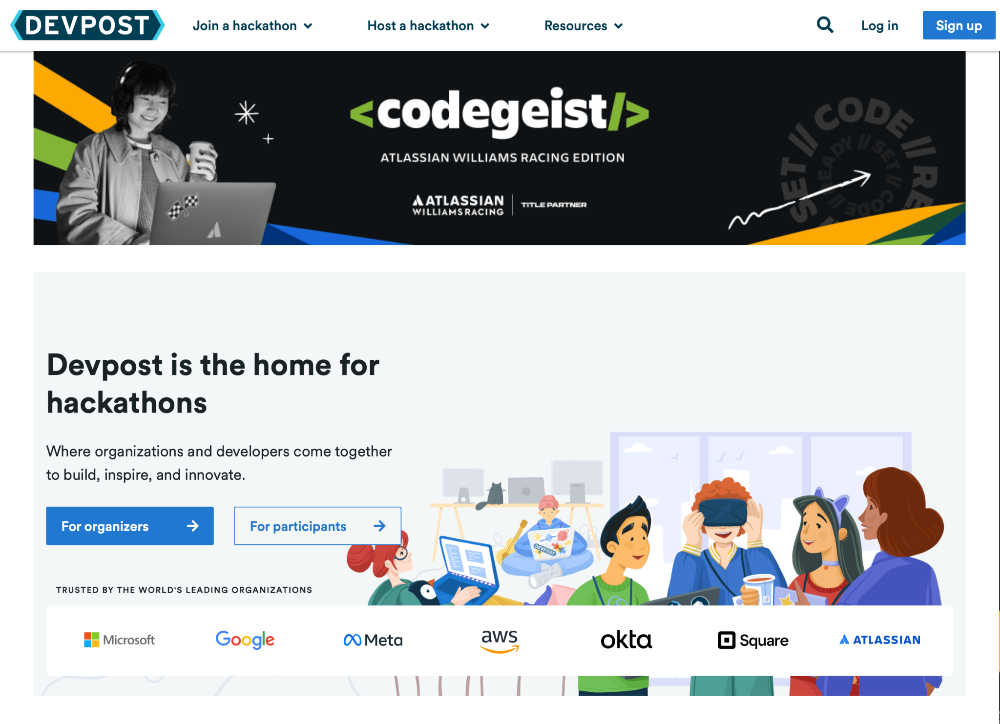 DEVPOST
Join a hackathon
Host a hackathon
Resources
Log in
Sign up
<codegeist/>
ATLASSIAN WILLIAMS RACING EDITION
ATLASSIAN
WILLIAMS RACING
TITLE PARTNER
SET // CODE // RE
READY // SET // CODE //
Devpost is the home for
hackathons
Where organizations and developers come together
to build, inspire, and innovate.
For organizers
For participants
DEVPOST
TRUSTED BY THE WORLD'S LEADING ORGANIZATIONS
Microsoft
Google
Meta
aws
okta
Square
ATLASSIAN